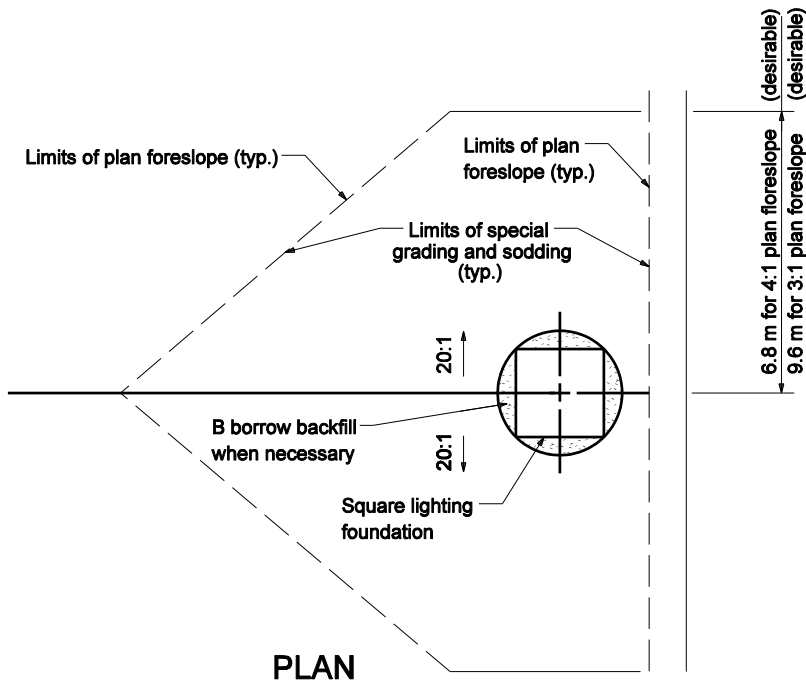 Limits of plan foreslope (typ.)
Limits of plan
foreslope (typ.)
Limits of special
grading and sodding
(typ.)
20:1
B borrow backfill
when necessary
20:1
Square lighting
foundation
6.8 m for 4:1 plan floreslope (desirable)
9.6 m for 3:1 plan foreslope (desirable)
PLAN